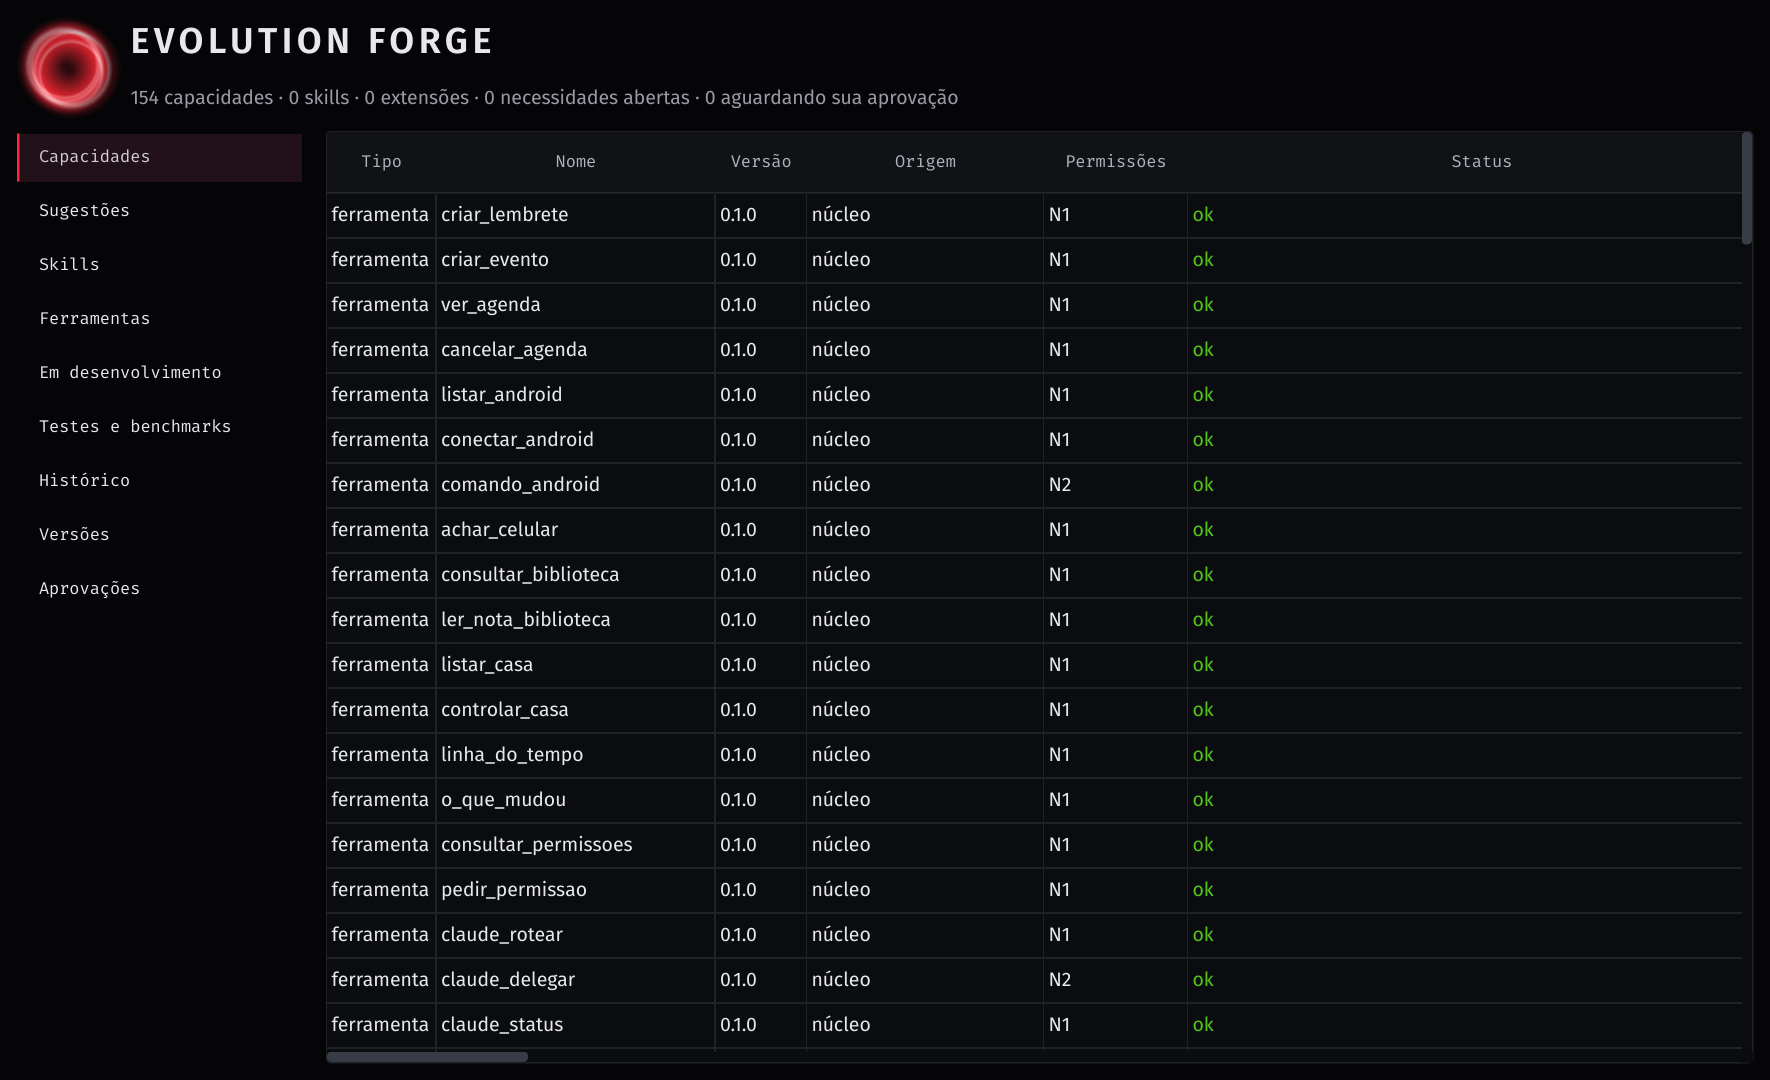 EVOLUTION FORGE
154 capacidades · 0 skills · 0 extensões · 0 necessidades abertas · 0 aguardando sua aprovação
Capacidades
Sugestões
Skills
Ferramentas
Em desenvolvimento
Testes e benchmarks
Histórico
Versões
Aprovações
Tipo Nome Versão Origem Permissões Status
ferramenta criar_lembrete 0.1.0 núcleo N1 ok
ferramenta criar_evento 0.1.0 núcleo N1 ok
ferramenta ver_agenda 0.1.0 núcleo N1 ok
ferramenta cancelar_agenda 0.1.0 núcleo N1 ok
ferramenta listar_android 0.1.0 núcleo N1 ok
ferramenta conectar_android 0.1.0 núcleo N1 ok
ferramenta comando_android 0.1.0 núcleo N2 ok
ferramenta achar_celular 0.1.0 núcleo N1 ok
ferramenta consultar_biblioteca 0.1.0 núcleo N1 ok
ferramenta ler_nota_biblioteca 0.1.0 núcleo N1 ok
ferramenta listar_casa 0.1.0 núcleo N1 ok
ferramenta controlar_casa 0.1.0 núcleo N1 ok
ferramenta linha_do_tempo 0.1.0 núcleo N1 ok
ferramenta o_que_mudou 0.1.0 núcleo N1 ok
ferramenta consultar_permissoes 0.1.0 núcleo N1 ok
ferramenta pedir_permissao 0.1.0 núcleo N1 ok
ferramenta claude_rotear 0.1.0 núcleo N1 ok
ferramenta claude_delegar 0.1.0 núcleo N2 ok
ferramenta claude_status 0.1.0 núcleo N1 ok